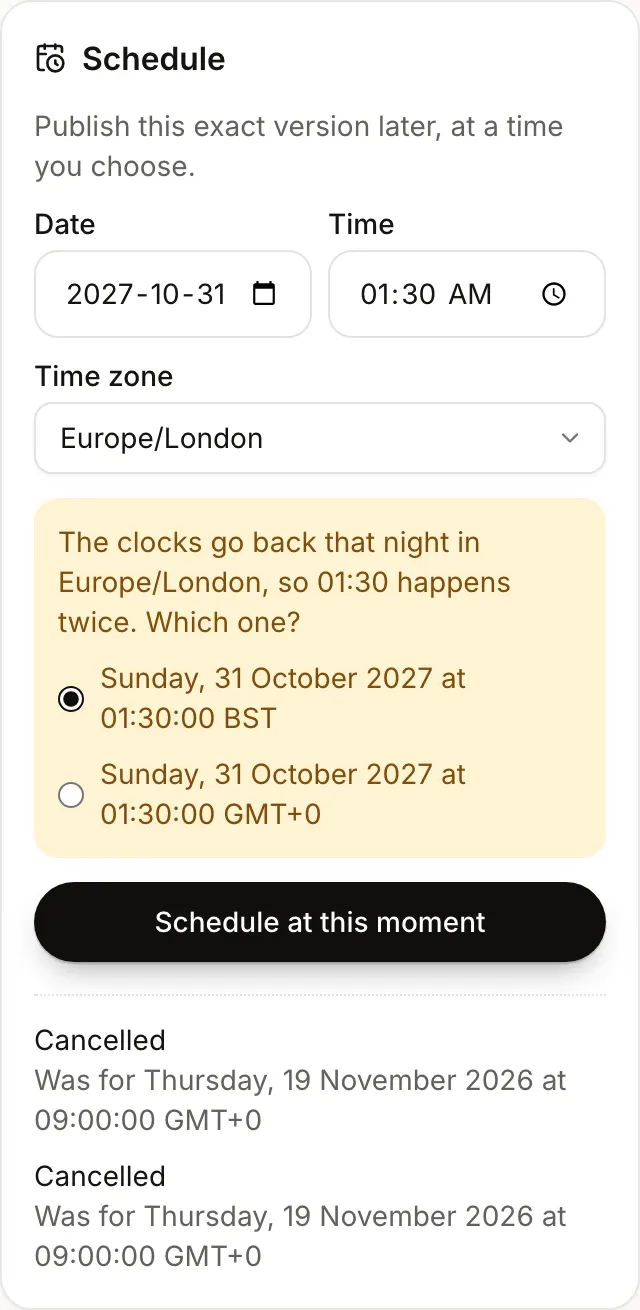 Schedule
Publish this exact version later, at a time
you choose.
Date
Time
2027-10-31
01:30 AM
Time zone
Europe/London
The clocks go back that night in
Europe/London, so 01:30 happens
twice. Which one?
Sunday, 31 October 2027 at
01:30:00 BST
Sunday, 31 October 2027 at
01:30:00 GMT+0
Schedule at this moment
Cancelled
Was for Thursday, 19 November 2026 at
09:00:00 GMT+0
Cancelled
Was for Thursday, 19 November 2026 at
09:00:00 GMT+0